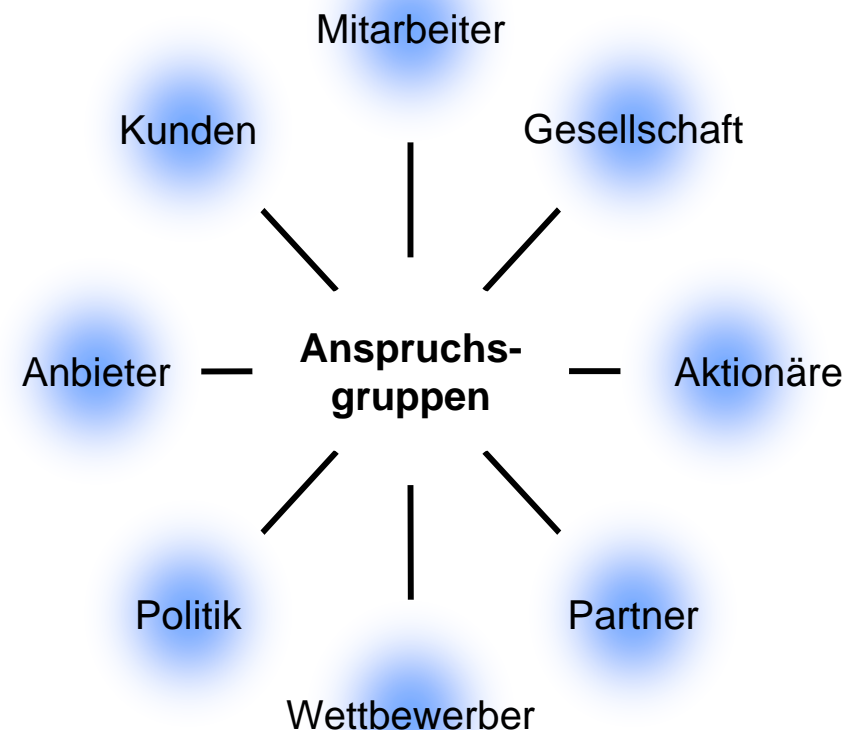 Mitarbeiter
Kunden
Gesellschaft
Anspruchs-
gruppen
Anbieter
Aktionäre
Politik
Partner
Wettbewerber